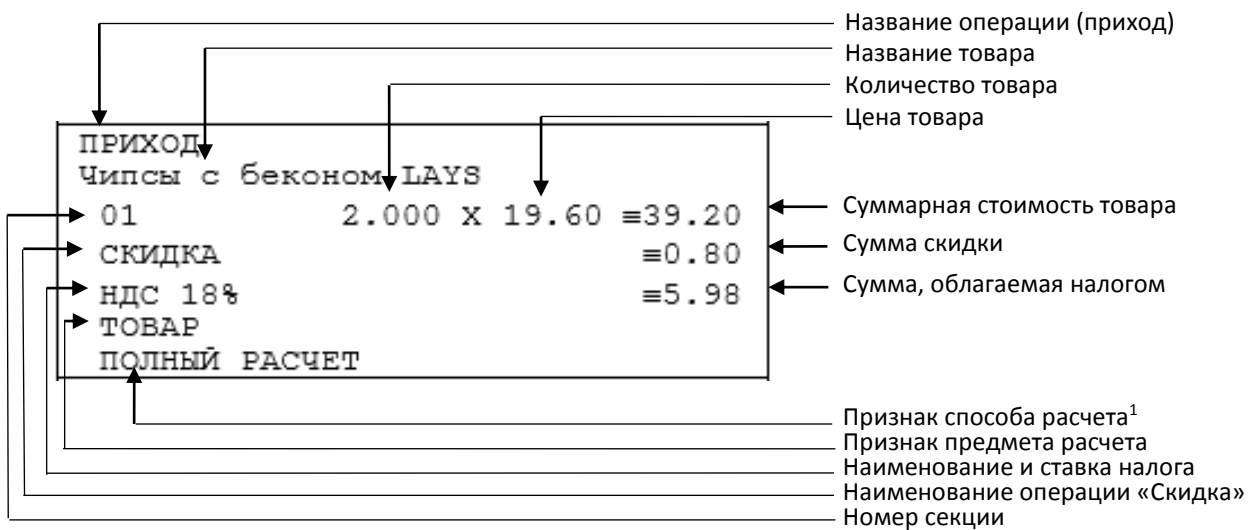 Название операции (приход)
Название товара
Количество товара
Цена товара
ПРИХОД
Чипсы с беконом LAYS
01 2.000 X 19.60 ≡39.20
СКИДКА ≡0.80
НДС 18% ≡5.98
ТОВАР
ПОЛНЫЙ РАСЧЕТ
Суммарная стоимость товара
Сумма скидки
Сумма, облагаемая налогом
Признак способа расчета¹
Признак предмета расчета
Наименование и ставка налога
Наименование операции «Скидка»
Номер секции